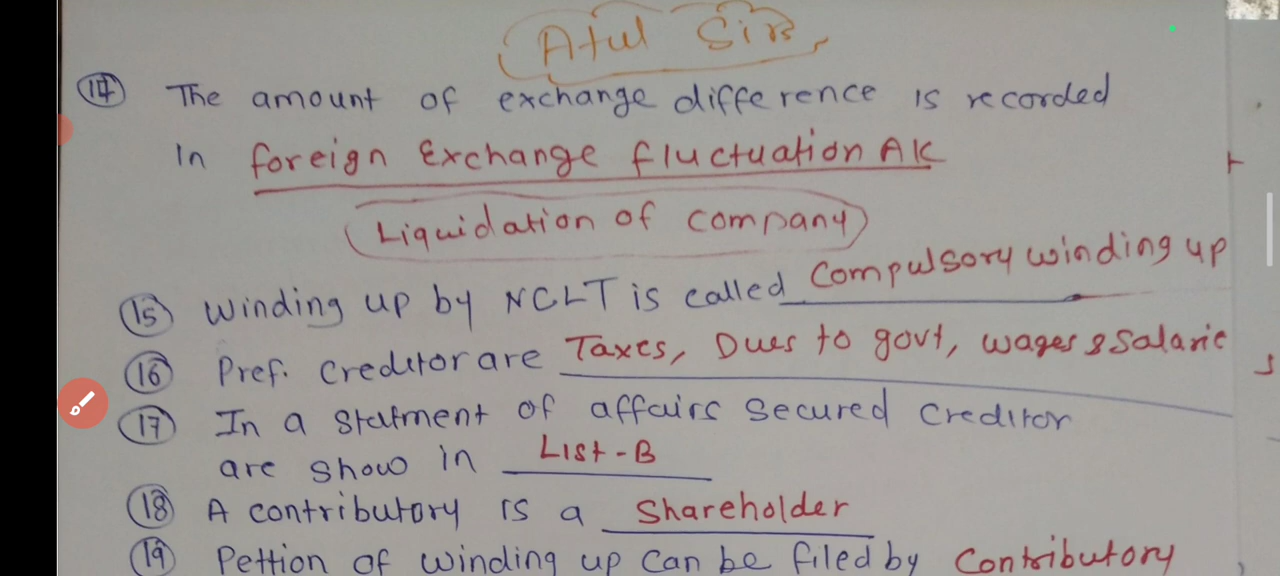 Atul Sir
14 The amount of exchange difference is recorded
In foreign Exchange fluctuation A/c
Liquidation of company
15 Winding up by NCLT is called Compulsory winding up
16 Pref. creditor are Taxes, Dues to govt, wages & Salarie
s
17 In a statment of affairs secured creditor
are show in List-B
18 A contributory is a Shareholder
19 Pettion of winding up can be filed by Contributory